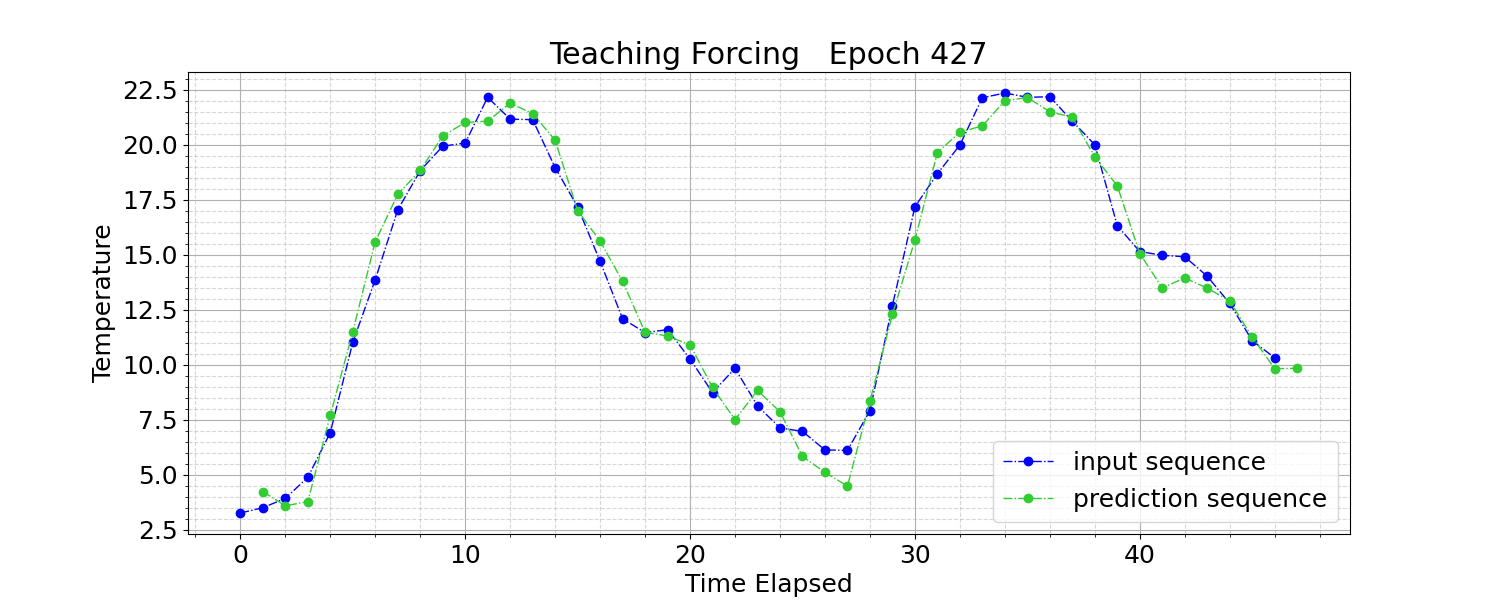 Teaching Forcing   Epoch 427
22.5
20.0
17.5
15.0
12.5
10.0
7.5
5.0
2.5
Temperature
input sequence
prediction sequence
0 10 20 30 40
Time Elapsed